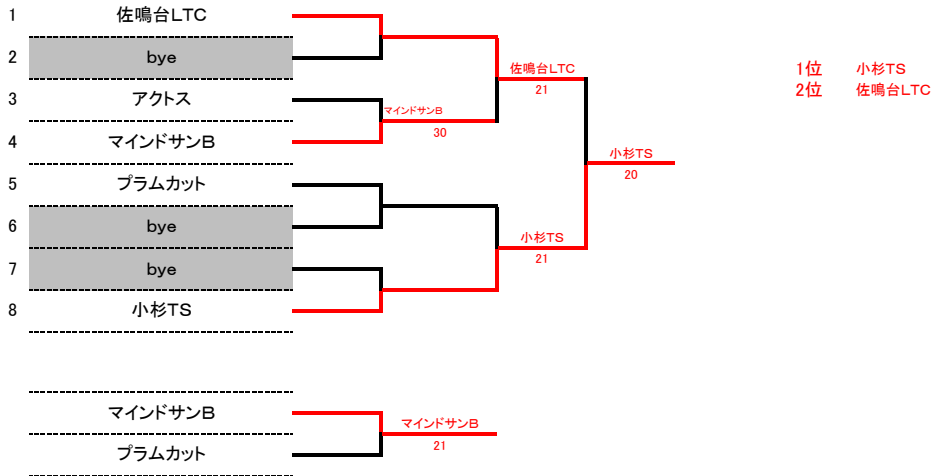 1 佐鳴台LTC
2 bye
3 アクトス
4 マインドサンB
5 プラムカット
6 bye
7 bye
8 小杉TS
マインドサンB
30
佐鳴台LTC
21
小杉TS
21
小杉TS
20
1位 小杉TS
2位 佐鳴台LTC
マインドサンB
プラムカット
マインドサンB
21